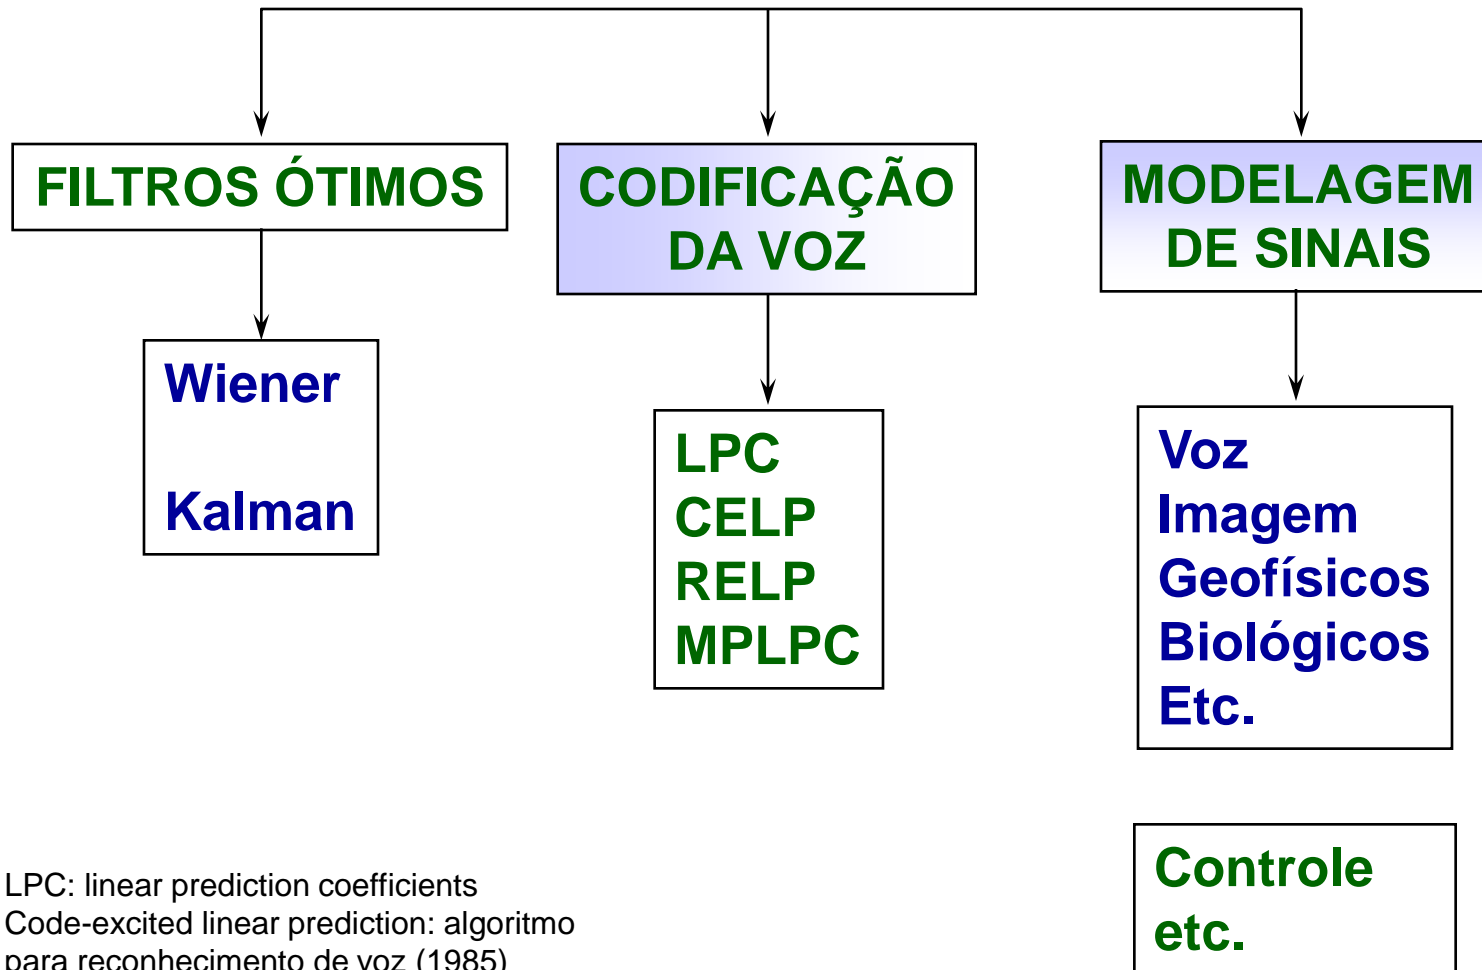 FILTROS ÓTIMOS
CODIFICAÇÃO
DA VOZ
MODELAGEM
DE SINAIS
Wiener
Kalman
LPC
CELP
RELP
MPLPC
Voz
Imagem
Geofísicos
Biológicos
Etc.
Controle
etc.
LPC: linear prediction coefficients
Code-excited linear prediction: algoritmo
para reconhecimento de voz (1985)